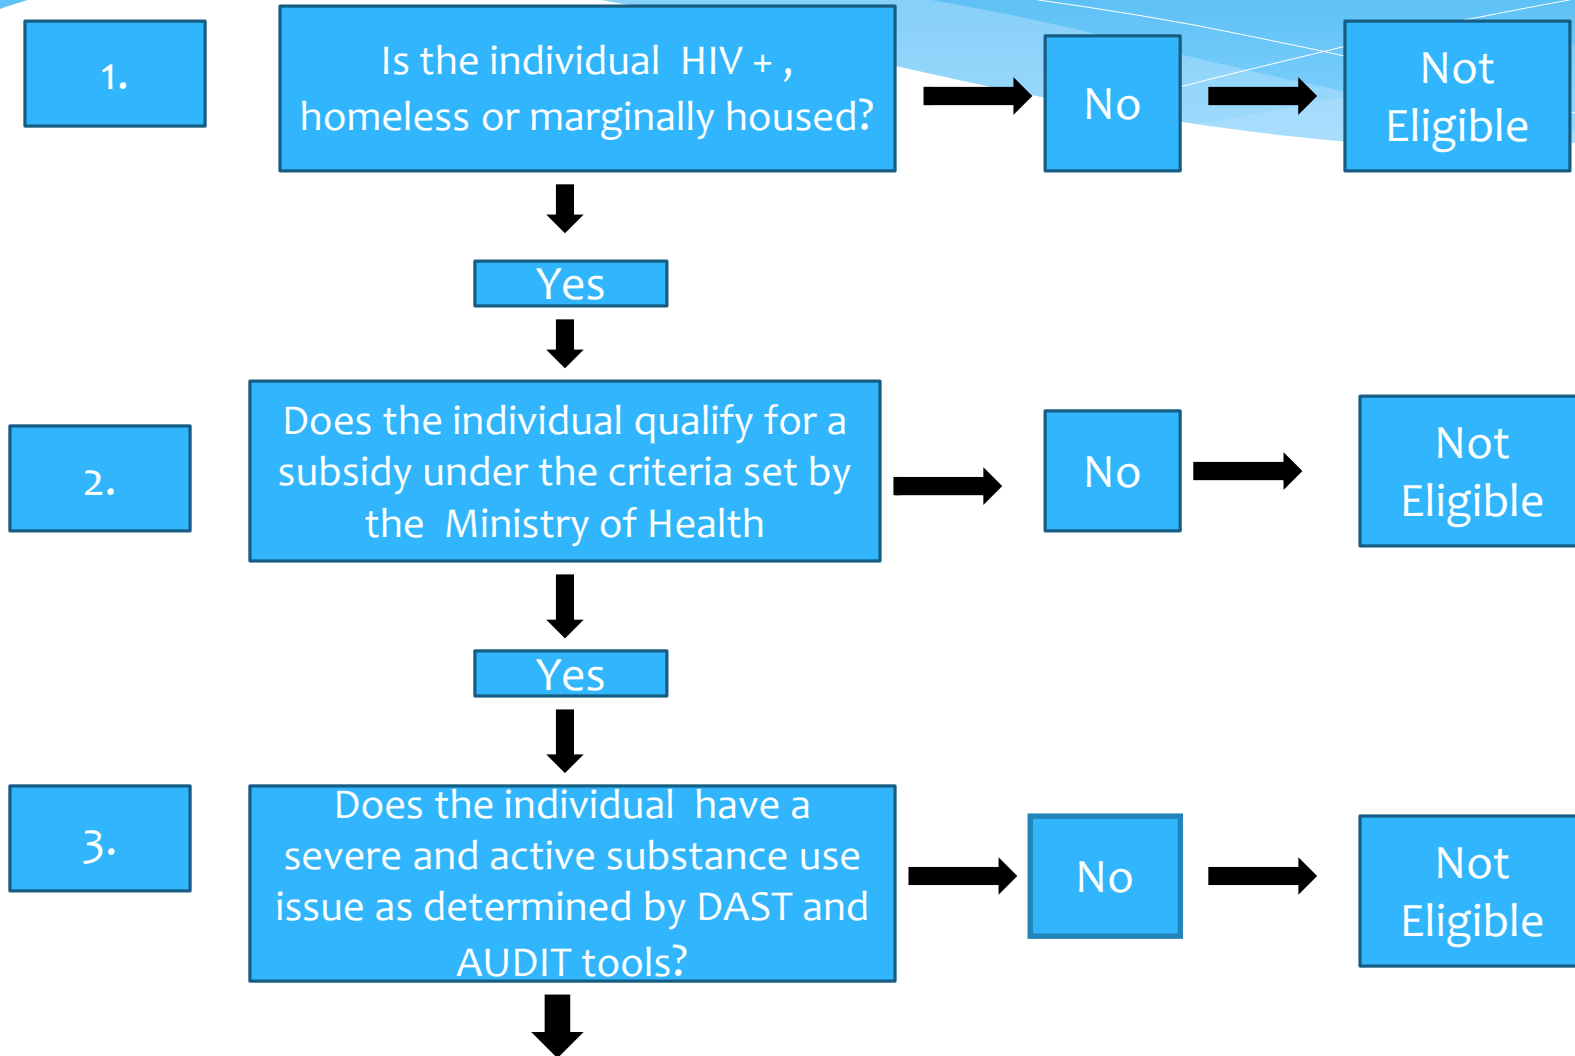 1.
Is the individual HIV + ,
homeless or marginally housed?
No
Not
Eligible
Yes
2.
Does the individual qualify for a
subsidy under the criteria set by
the Ministry of Health
No
Not
Eligible
Yes
3.
Does the individual have a
severe and active substance use
issue as determined by DAST and
AUDIT tools?
No
Not
Eligible